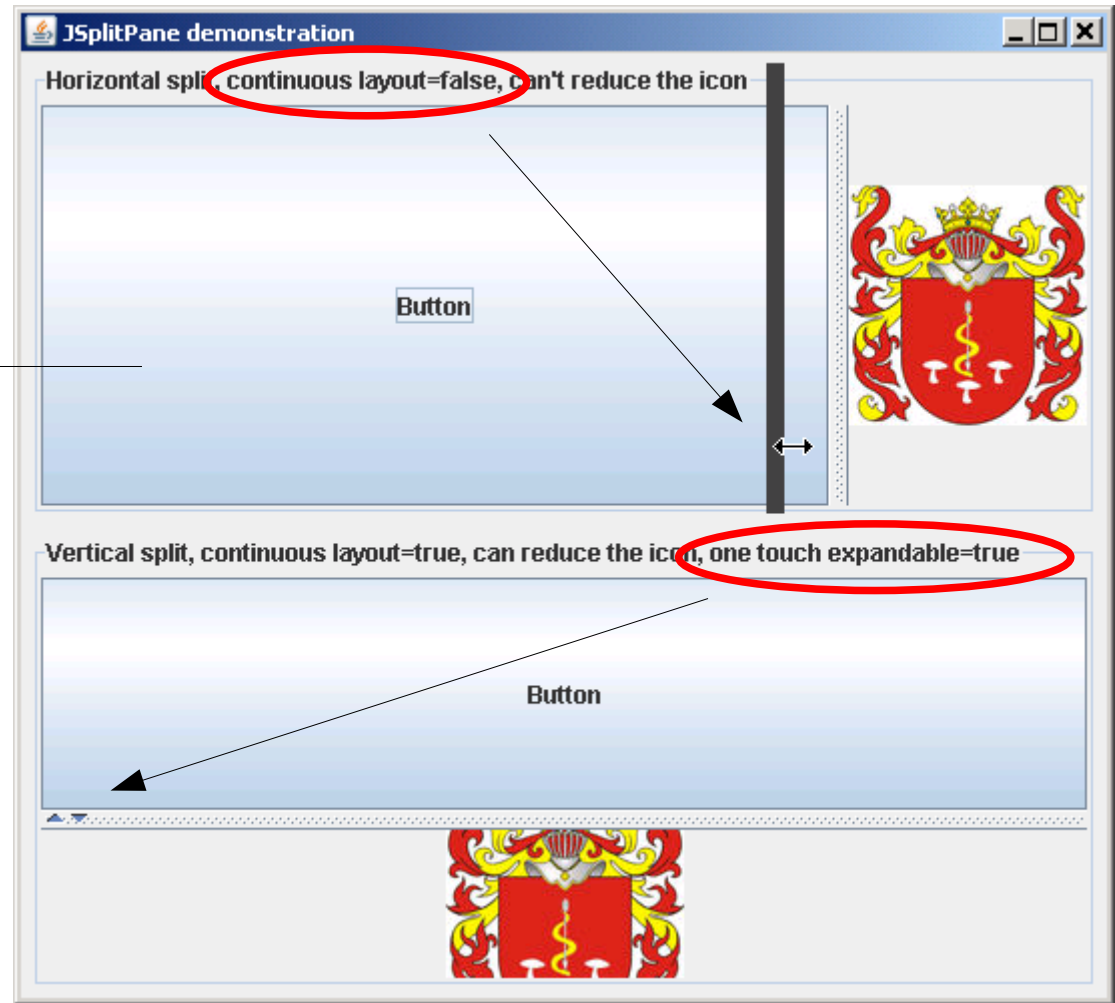 JSplitPane demonstration
Horizontal split, continuous layout=false, can't reduce the icon
Button
Vertical split, continuous layout=true, can reduce the icon, one touch expandable=true
Button